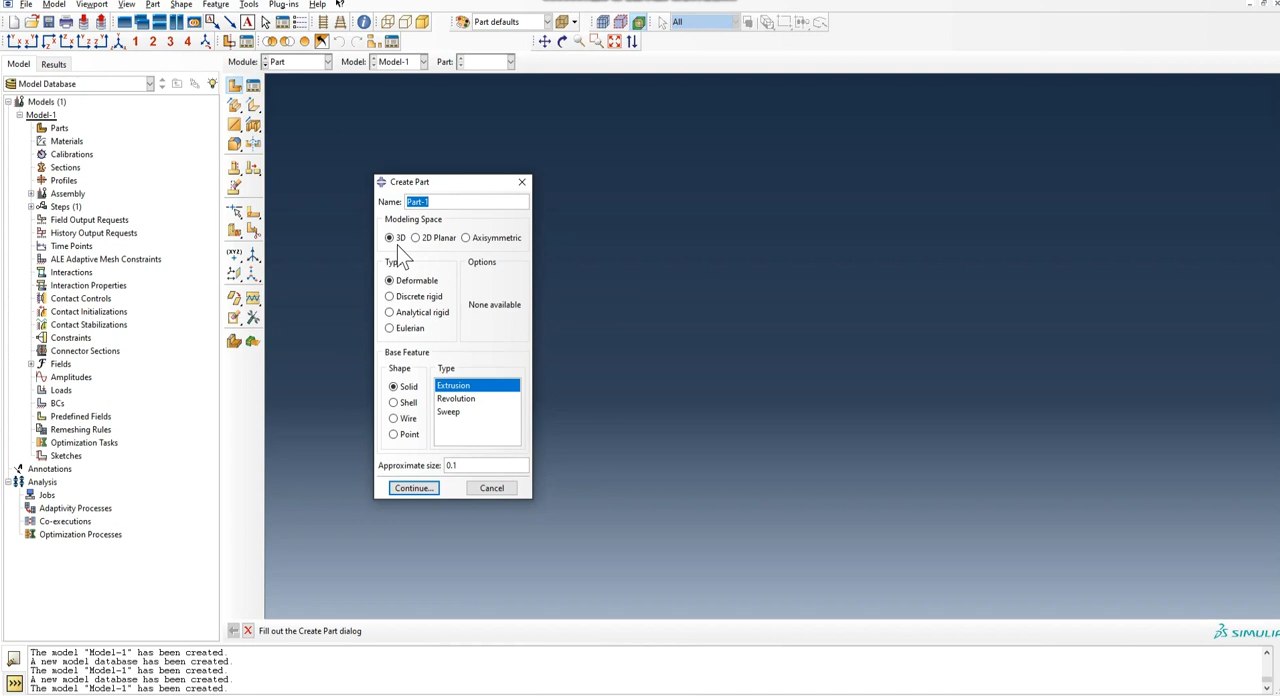 File Model Viewport View Part Shape Feature Tools Plug-ins Help
Part defaults All
1 2 3 4
Model Results Module: Part Model: Model-1 Part:
Model Database
Models (1)
Model-1
Parts
Materials
Calibrations
Sections
Profiles
Assembly
Steps (1)
Field Output Requests
History Output Requests
Time Points
ALE Adaptive Mesh Constraints
Interactions
Interaction Properties
Contact Controls
Contact Initializations
Contact Stabilizations
Constraints
Connector Sections
Fields
Amplitudes
Loads
BCs
Predefined Fields
Remeshing Rules
Optimization Tasks
Sketches
Annotations
Analysis
Jobs
Adaptivity Processes
Co-executions
Optimization Processes
(XYZ)
Create Part
Name: Part-1
Modeling Space
3D 2D Planar Axisymmetric
Typ Options
Deformable
Discrete rigid
Analytical rigid
Eulerian
None available
Base Feature
Shape Type
Solid
Shell
Wire
Point
Extrusion
Revolution
Sweep
Approximate size: 0.1
Continue... Cancel
Fill out the Create Part dialog
SIMULIA
The model "Model-1" has been created.
A new model database has been created.
The model "Model-1" has been created.
A new model database has been created.
The model "Model-1" has been created.